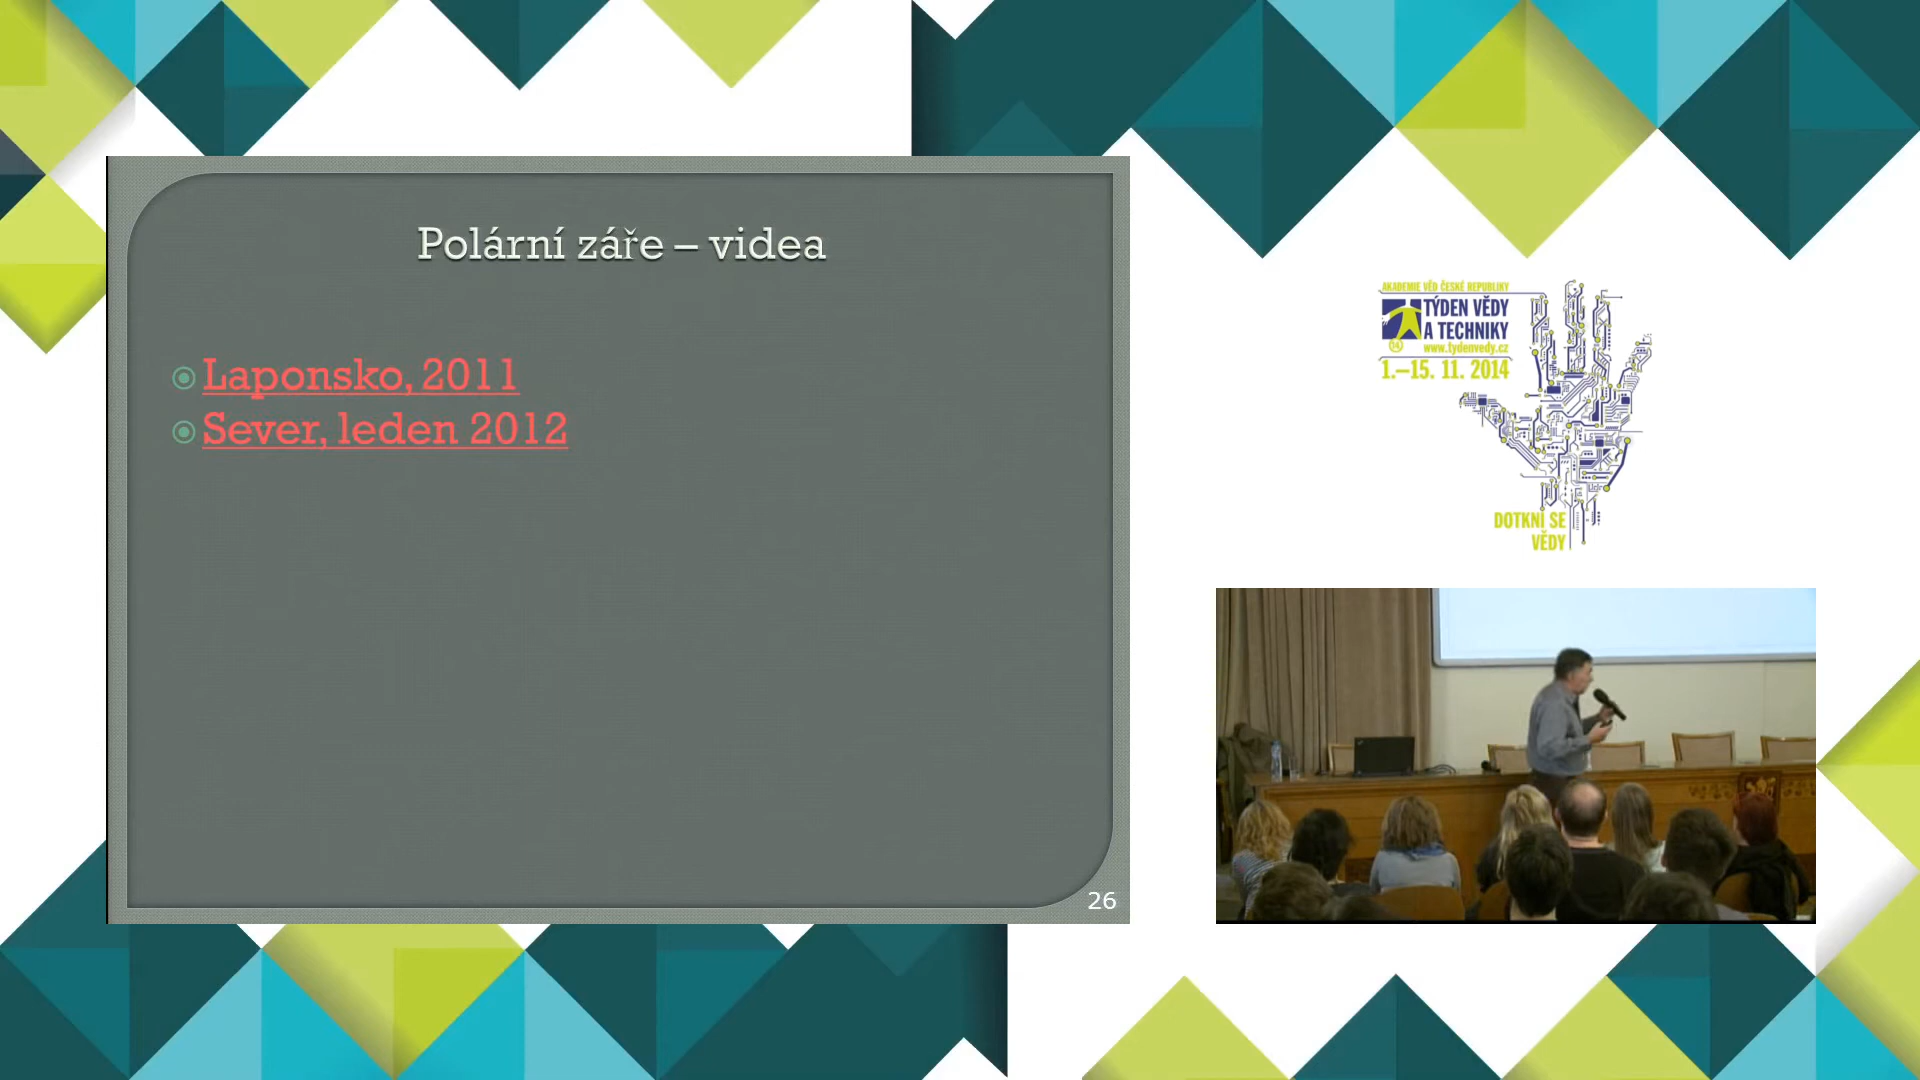 Polární záře – videa
Laponsko, 2011
Sever, leden 2012
26
AKADEMIE VĚD ČESKÉ REPUBLIKY
TÝDEN VĚDY
A TECHNIKY
www.tydenvedy.cz
1.–15. 11. 2014
DOTKNI SE
VĚDY